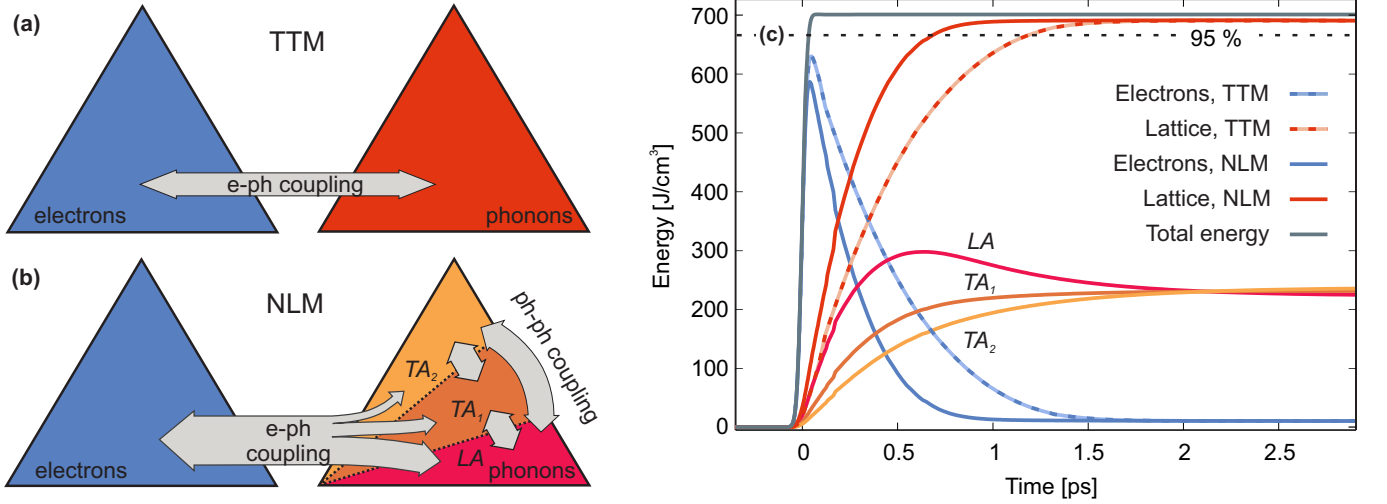 (a)
TTM
e-ph coupling
electrons
phonons
(b)
NLM
TA₂
TA₁
LA
ph-ph coupling
e-ph
coupling
electrons
phonons
(c)
95 %
Electrons, TTM
Lattice, TTM
Electrons, NLM
Lattice, NLM
Total energy
LA
TA₁
TA₂
Energy [J/cm³]
700
600
500
400
300
200
100
0
0
0.5
1
1.5
2
2.5
Time [ps]